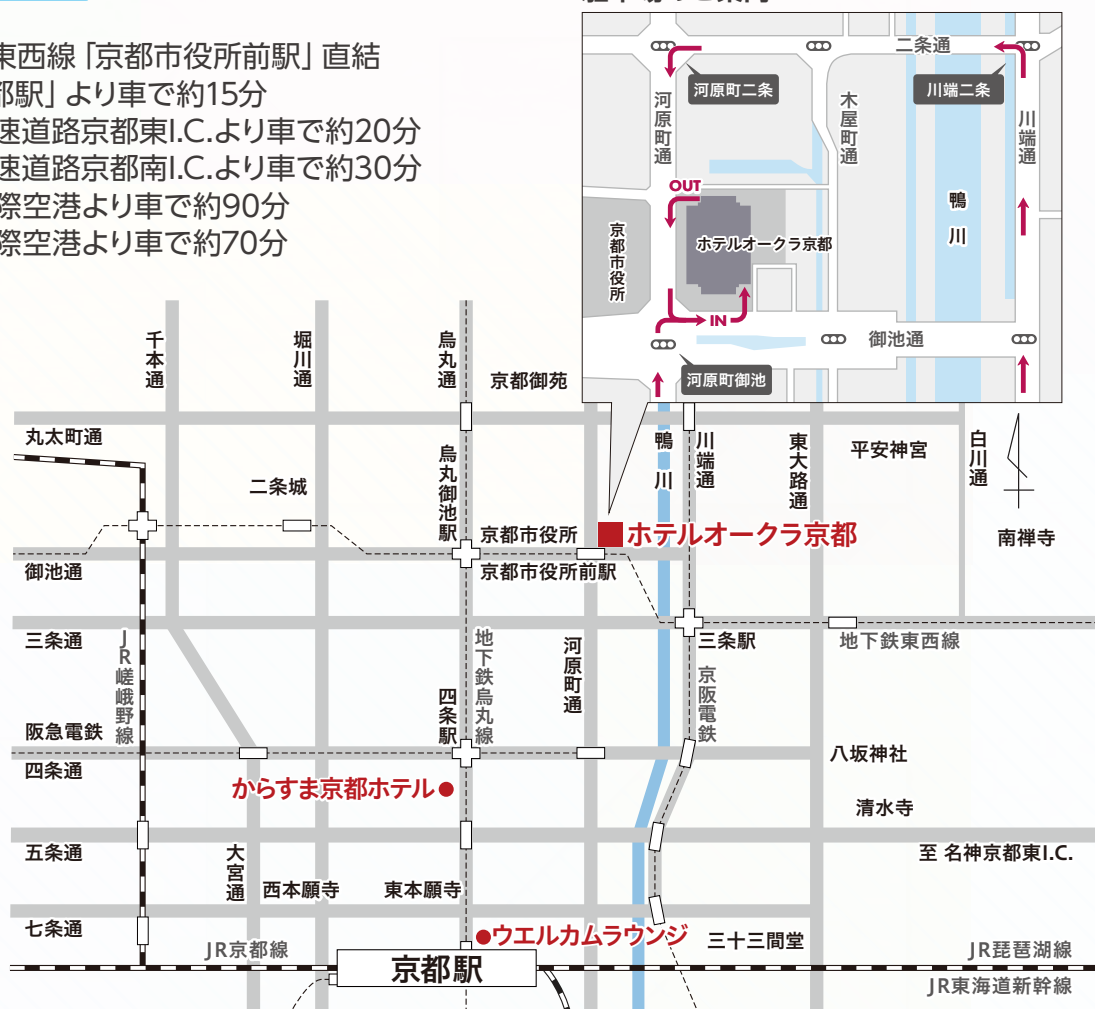 東西線「京都市役所前駅」直結
都駅」より車で約15分
速道路京都東I.C.より車で約20分
速道路京都南I.C.より車で約30分
際空港より車で約90分
際空港より車で約70分
二条通
河原町二条
川端二条
河原町通
木屋町通
川端通
OUT
鴨川
京都市役所
ホテルオークラ京都
IN
御池通
河原町御池
千本通
堀川通
烏丸通
京都御苑
丸太町通
鴨川
川端通
東大路通
平安神宮
白川通
二条城
烏丸御池駅
京都市役所
ホテルオークラ京都
南禅寺
御池通
京都市役所前駅
三条通
JR嵯峨野線
地下鉄烏丸線
河原町通
三条駅
地下鉄東西線
京阪電鉄
四条駅
阪急電鉄
四条通
八坂神社
からすま京都ホテル
清水寺
五条通
大宮通
至 名神京都東I.C.
西本願寺
東本願寺
七条通
ウエルカムラウンジ
三十三間堂
JR京都線
京都駅
JR琵琶湖線
JR東海道新幹線